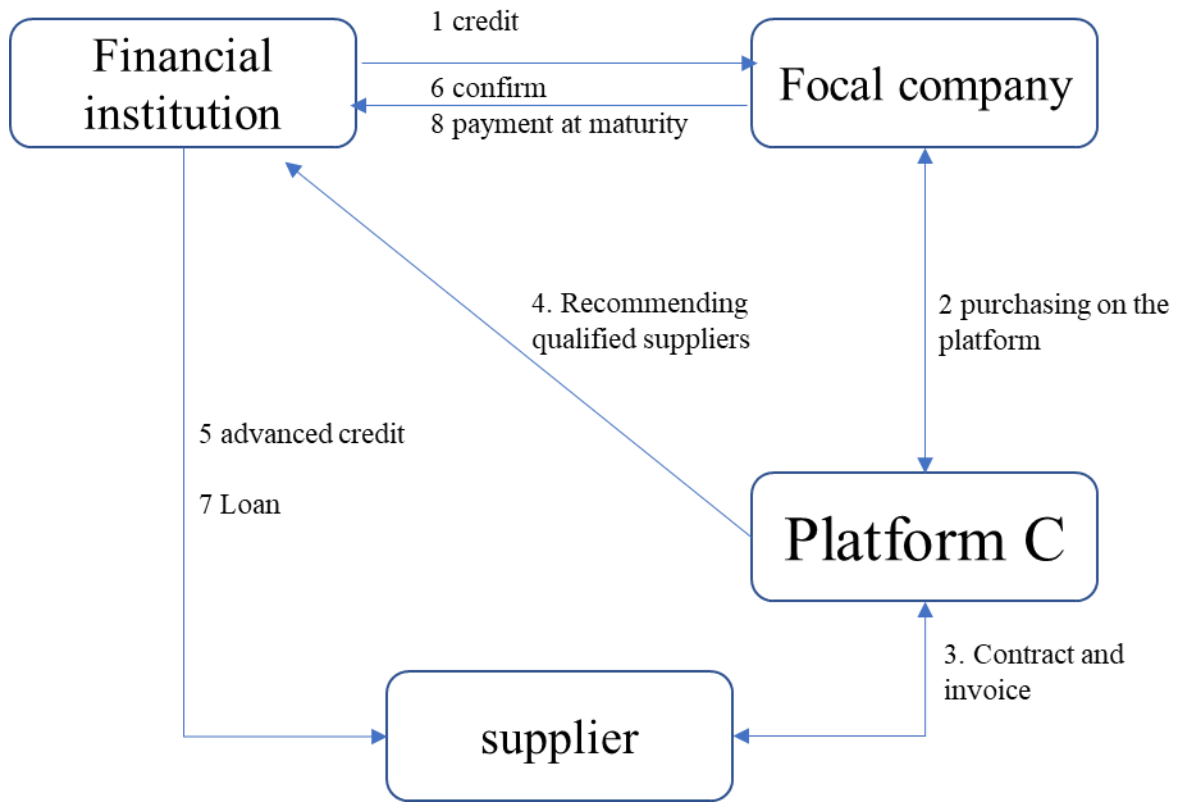 Financial
institution
1 credit
6 confirm
8 payment at maturity
Focal company
4. Recommending
qualified suppliers
2 purchasing on the
platform
5 advanced credit
7 Loan
Platform C
3. Contract and
invoice
supplier